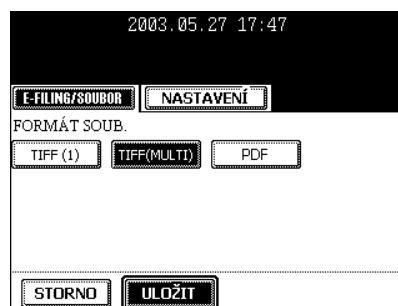 2003.05.27 17:47
E-FILING/SOUBOR NASTAVENÍ
FORMÁT SOUB.
TIFF (1) TIFF(MULTI) PDF
STORNO ULOŽIT